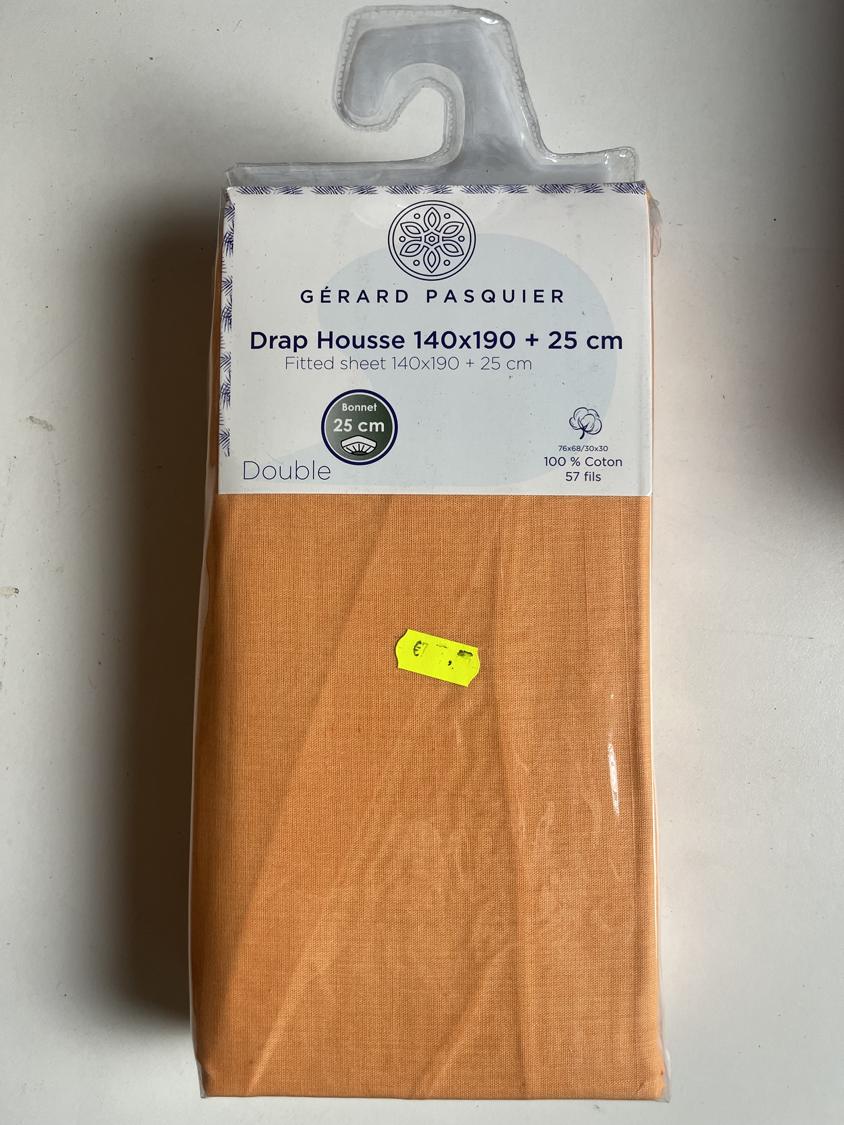 GÉRARD PASQUIER
Drap Housse 140x190 + 25 cm
Fitted sheet 140x190 + 25 cm
Bonnet
25 cm
Double
76x68/30x30
100 % Coton
57 fils